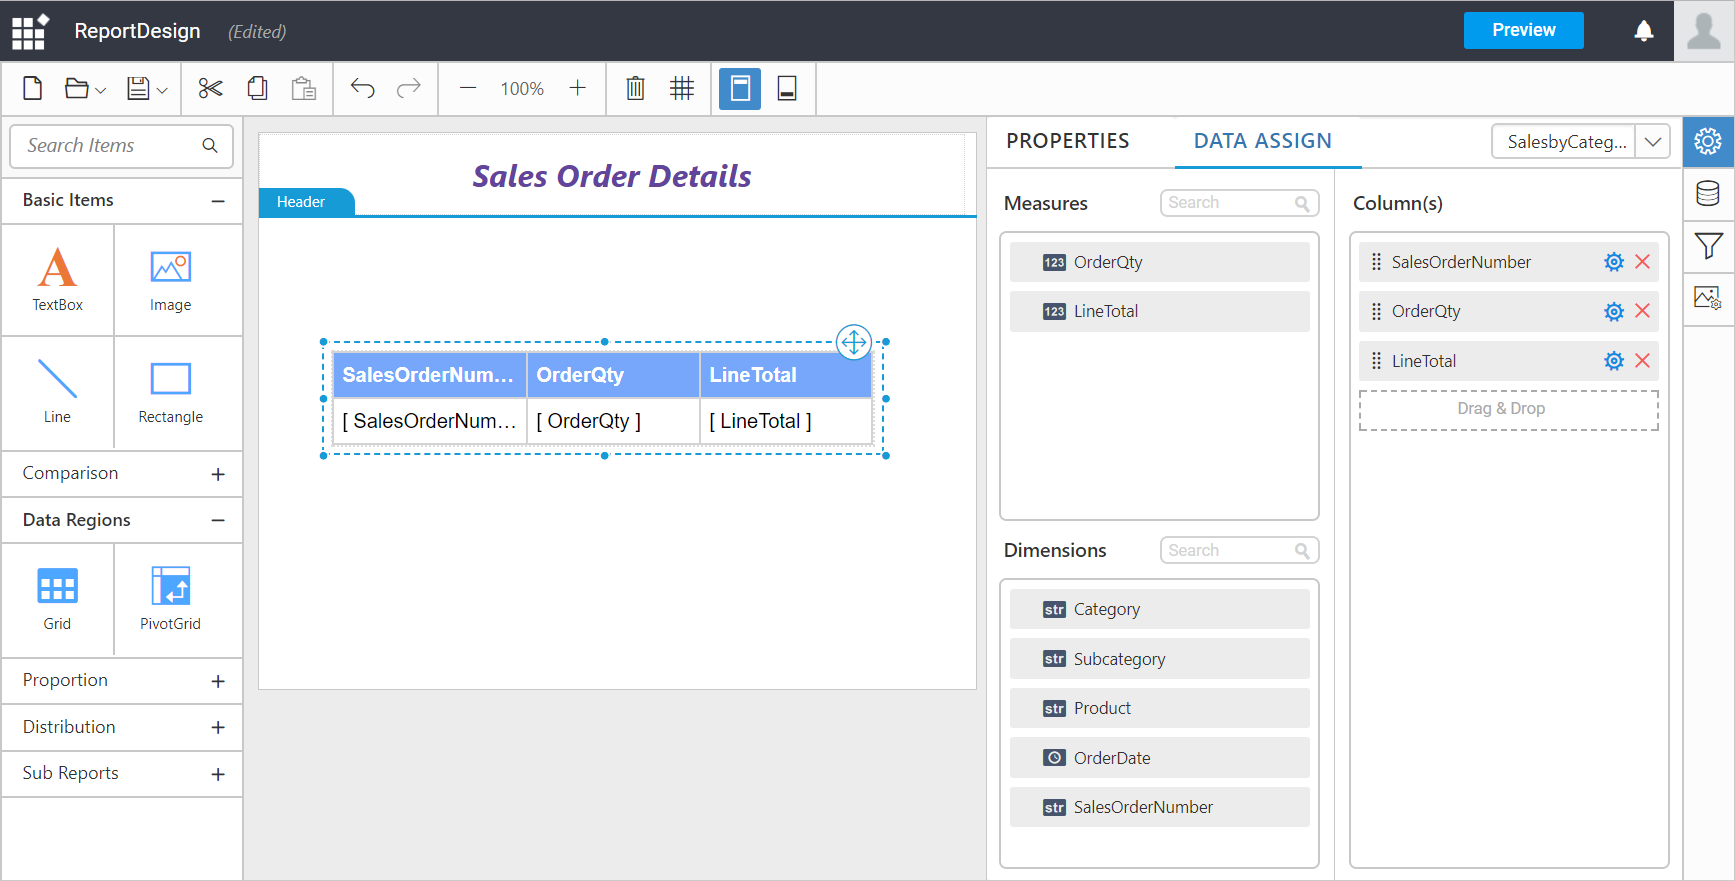 ReportDesign (Edited) Preview
100%
Search Items
Basic Items
TextBox Image
Line Rectangle
Comparison
Data Regions
Grid PivotGrid
Proportion
Distribution
Sub Reports
Sales Order Details
Header
SalesOrderNum... OrderQty LineTotal
[ SalesOrderNum... [ OrderQty ] [ LineTotal ]
PROPERTIES DATA ASSIGN SalesbyCateg...
Measures Search
123 OrderQty
123 LineTotal
Dimensions Search
str Category
str Subcategory
str Product
OrderDate
str SalesOrderNumber
Column(s)
SalesOrderNumber
OrderQty
LineTotal
Drag & Drop